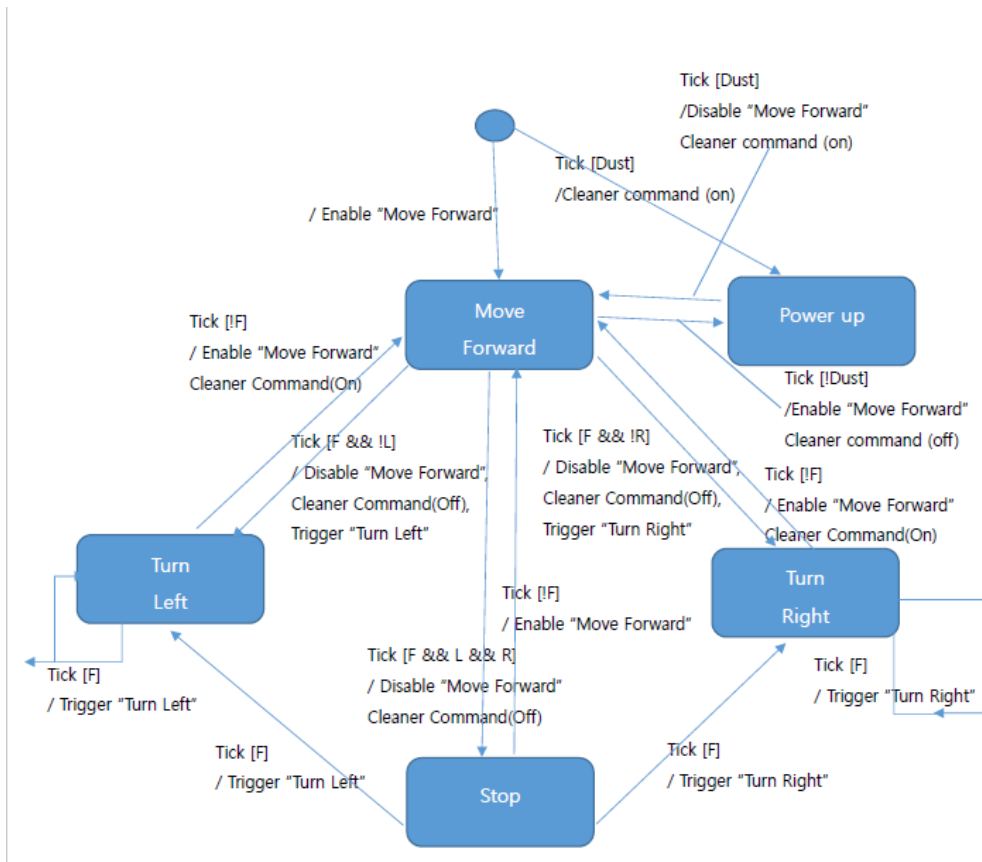 Tick [Dust]
/Disable “Move Forward”
Cleaner command (on)
Tick [Dust]
/Cleaner command (on)
/ Enable “Move Forward”
Move
Forward
Power up
Tick [!F]
/ Enable “Move Forward”
Cleaner Command(On)
Tick [!Dust]
/Enable “Move Forward”
Cleaner command (off)
Tick [F && !L]
/ Disable “Move Forward”,
Cleaner Command(Off),
Trigger “Turn Left”
Tick [F && !R]
/ Disable “Move Forward”,
Cleaner Command(Off),
Trigger “Turn Right”
Tick [!F]
/ Enable “Move Forward”
Cleaner Command(On)
Turn
Left
Turn
Right
Tick [!F]
/ Enable “Move Forward”
Tick [F && L && R]
/ Disable “Move Forward”
Cleaner Command(Off)
Tick [F]
/ Trigger “Turn Left”
Tick [F]
/ Trigger “Turn Right”
Tick [F]
/ Trigger “Turn Left”
Tick [F]
/ Trigger “Turn Right”
Stop